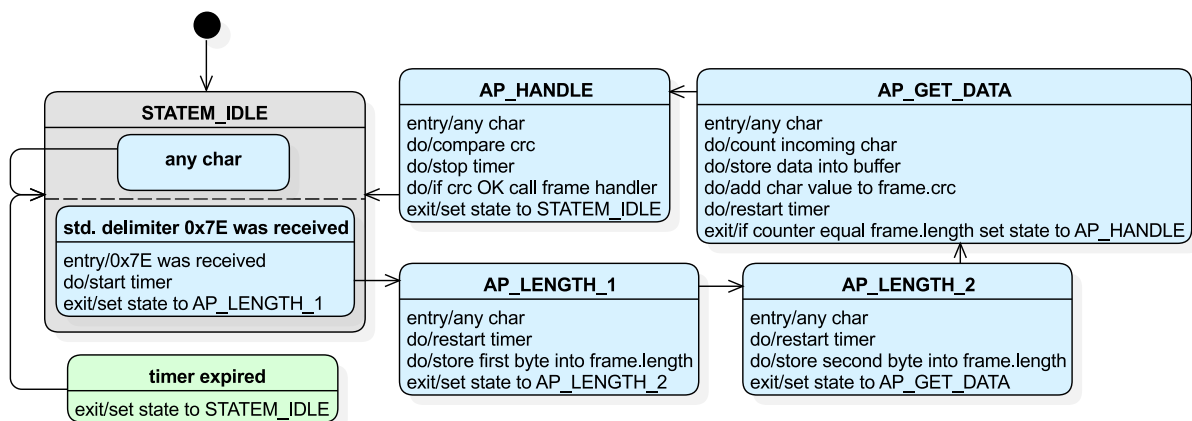 STATEM_IDLE
any char
std. delimiter 0x7E was received
entry/0x7E was received
do/start timer
exit/set state to AP_LENGTH_1
timer expired
exit/set state to STATEM_IDLE
AP_HANDLE
entry/any char
do/compare crc
do/stop timer
do/if crc OK call frame handler
exit/set state to STATEM_IDLE
AP_GET_DATA
entry/any char
do/count incoming char
do/store data into buffer
do/add char value to frame.crc
do/restart timer
exit/if counter equal frame.length set state to AP_HANDLE
AP_LENGTH_1
entry/any char
do/restart timer
do/store first byte into frame.length
exit/set state to AP_LENGTH_2
AP_LENGTH_2
entry/any char
do/restart timer
do/store second byte into frame.length
exit/set state to AP_GET_DATA